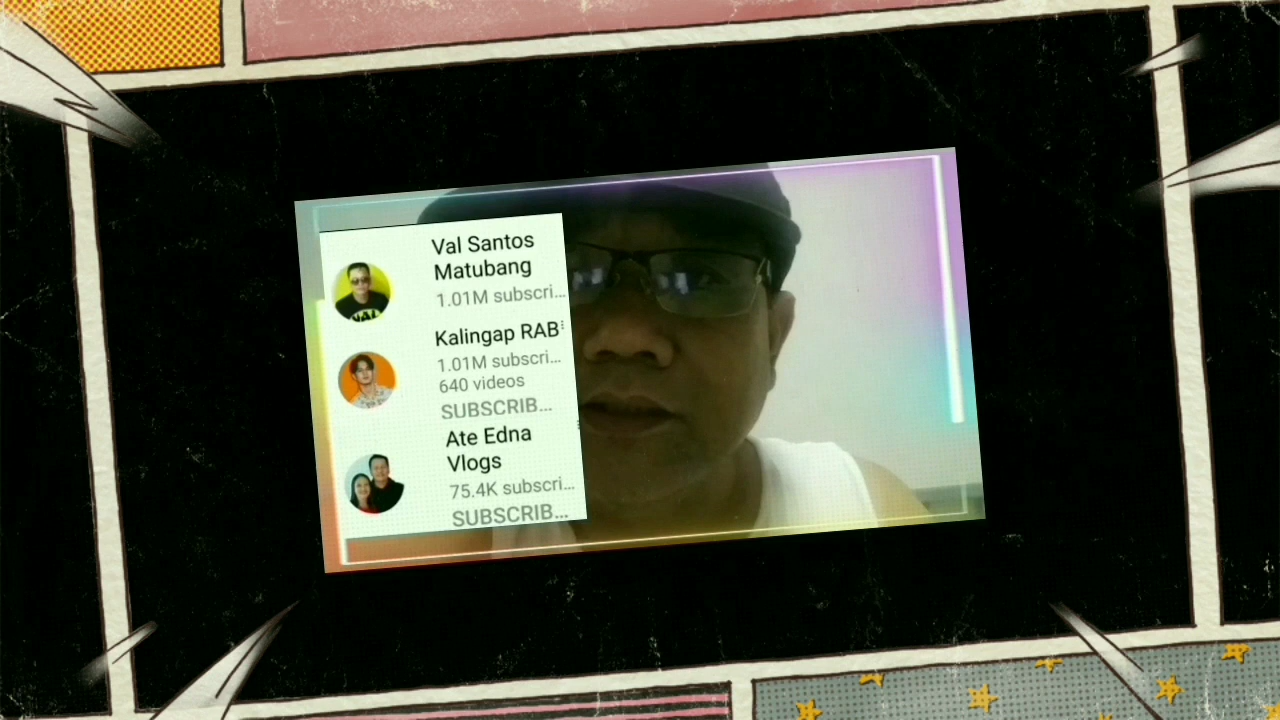 Val Santos
Matubang
1.01M subscri...
Kalingap RAB
1.01M subscri...
640 videos
SUBSCRIB...
Ate Edna
Vlogs
75.4K subscri...
SUBSCRIB...